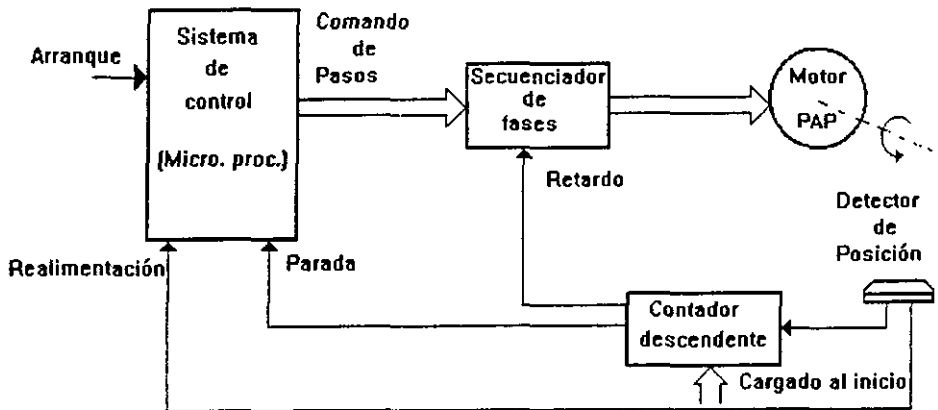 Arranque
Sistema
de
control
(Micro. proc.)
Comando
de
Pasos
Secuenciador
de
fases
Motor
PAP
Retardo
Detector
de
Posición
Realimentación
Parada
Contador
descendente
Cargado al inicio